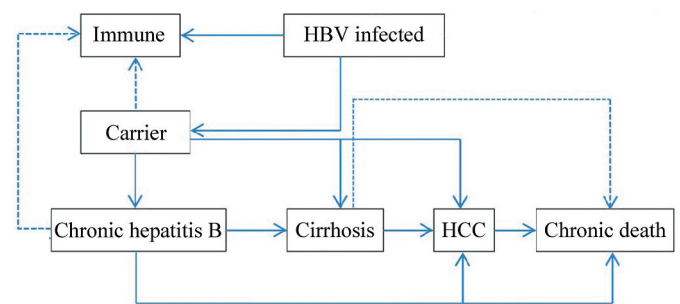 Immune
HBV infected
Carrier
Chronic hepatitis B
Cirrhosis
HCC
Chronic death